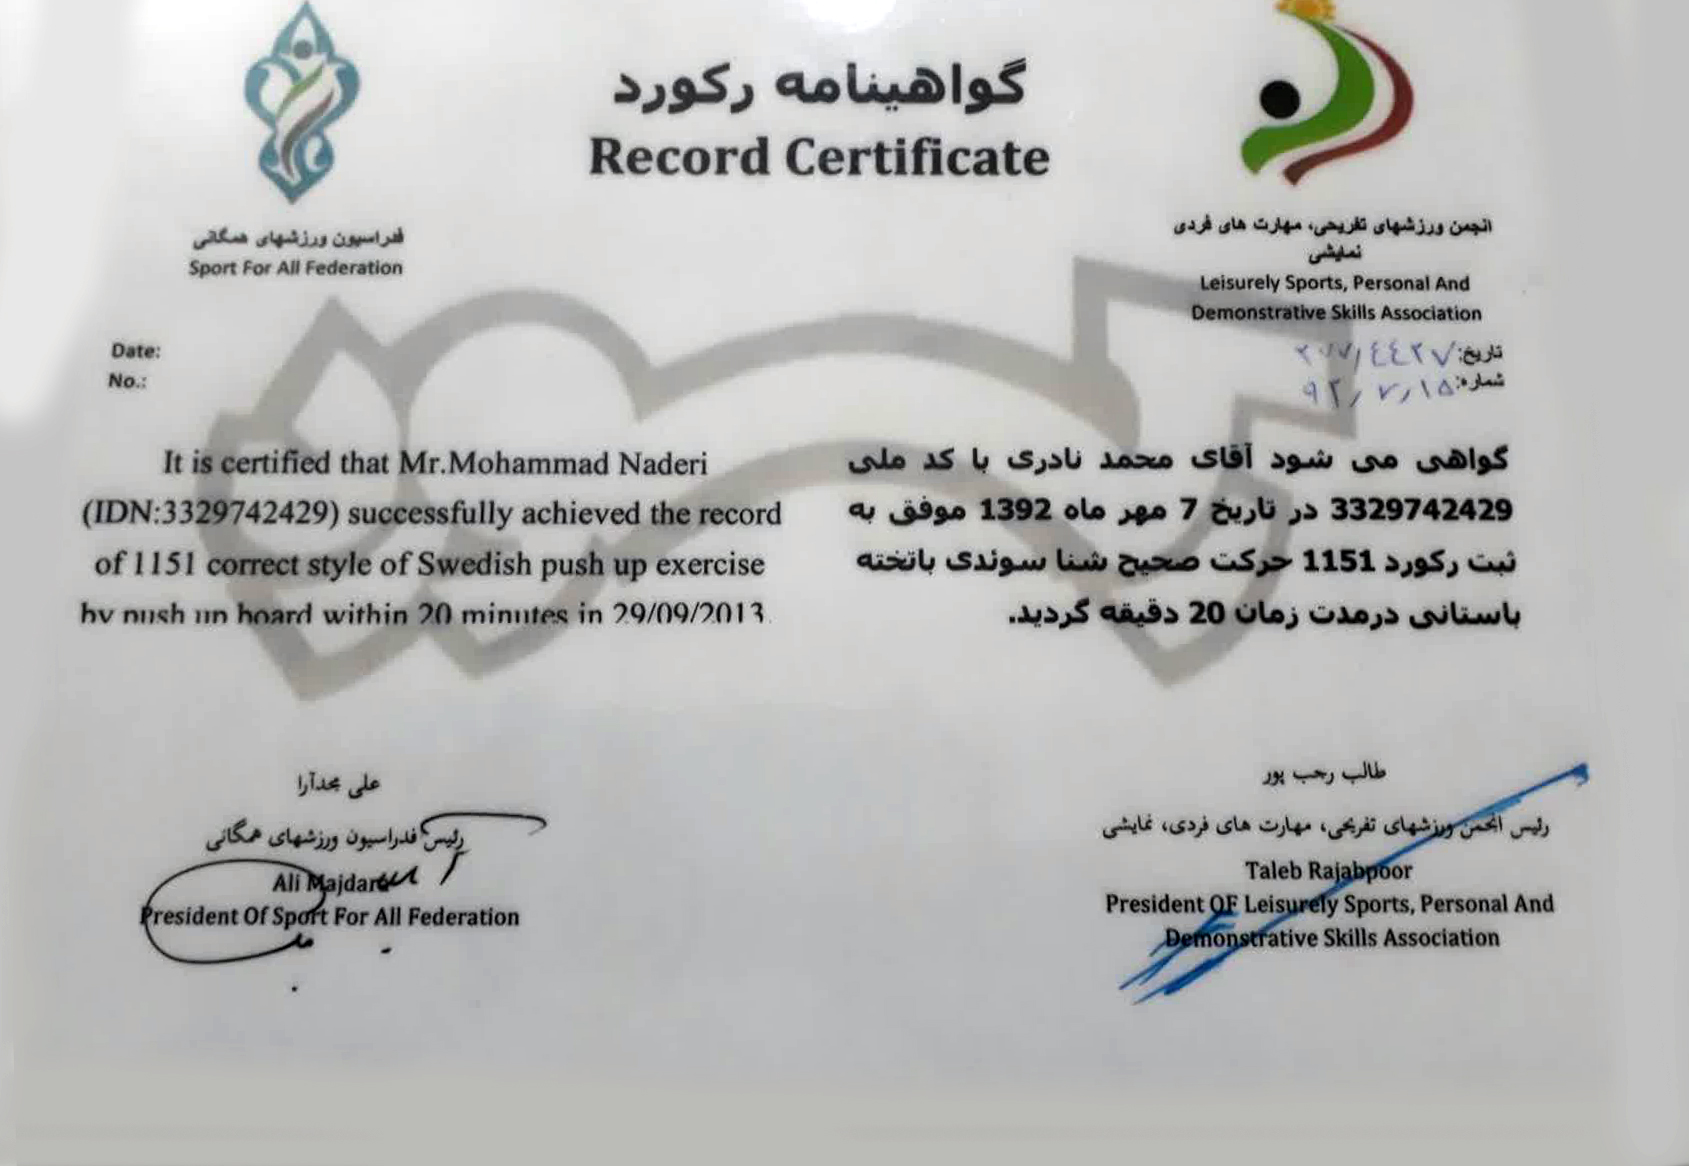 گواهینامه رکورد
Record Certificate
فدراسیون ورزشهای همگانی
Sport For All Federation
انجمن ورزشهای تفریحی، مهارت های فردی
نمایشی
Leisurely Sports, Personal And
Demonstrative Skills Association
Date:
No.:
تاریخ:
شماره: ۹۲/۷/۱۵
It is certified that Mr.Mohammad Naderi
(IDN:3329742429) successfully achieved the record
of 1151 correct style of Swedish push up exercise
by push up board within 20 minutes in 29/09/2013.
گواهی می شود آقای محمد نادری با کد ملی
3329742429 در تاریخ 7 مهر ماه 1392 موفق به
ثبت رکورد 1151 حرکت صحیح شنا سوئدی باتخته
باستانی درمدت زمان 20 دقیقه گردید.
علی مجدآرا
رئیس فدراسیون ورزشهای همگانی
Ali Majdara
President Of Sport For All Federation
طالب رجب پور
رئیس انجمن ورزشهای تفریحی، مهارت های فردی، نمایشی
Taleb Rajabpoor
President OF Leisurely Sports, Personal And
Demonstrative Skills Association